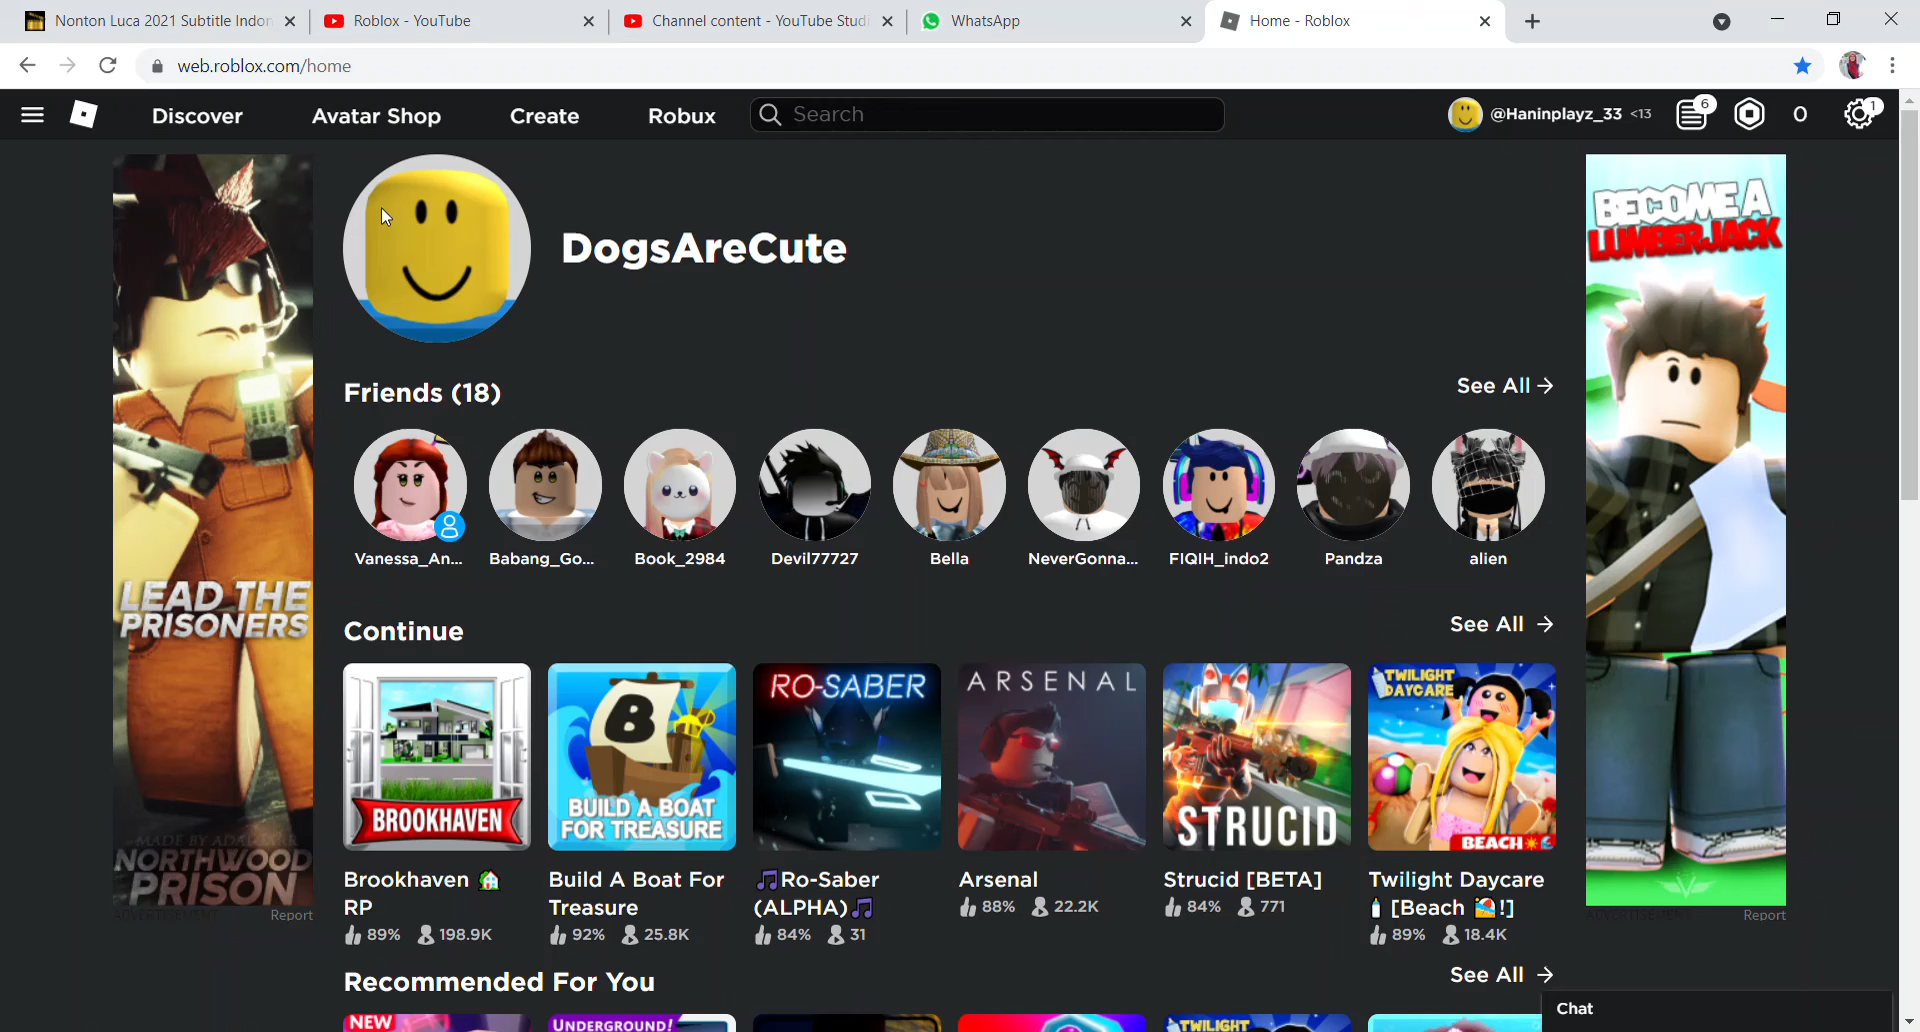 Nonton Luca 2021 Subtitle Indon
Roblox - YouTube
Channel content - YouTube Studi
WhatsApp
Home - Roblox
web.roblox.com/home
Discover
Avatar Shop
Create
Robux
Search
@Haninplayz_33 <13
6
0
1
DogsAreCute
Friends (18)
See All →
Vanessa_An...
Babang_Go...
Book_2984
Devil77727
Bella
NeverGonna...
FIQIH_indo2
Pandza
alien
Continue
See All →
BROOKHAVEN
B
BUILD A BOAT
FOR TREASURE
RO-SABER
ARSENAL
STRUCID
TWILIGHT
DAYCARE
BEACH
Brookhaven 🏡
RP
89% 198.9K
Build A Boat For
Treasure
92% 25.8K
🎵Ro-Saber
(ALPHA)🎵
84% 31
Arsenal
88% 22.2K
Strucid [BETA]
84% 771
Twilight Daycare
🍼 [Beach 🏖️!]
89% 18.4K
Recommended For You
See All →
NEW
UNDERGROUND!
TWILIGHT
Chat
LEAD THE
PRISONERS
NORTHWOOD
PRISON
ADVERTISEMENT
Report
BECOME A
LUMBERJACK
ADVERTISEMENT
Report